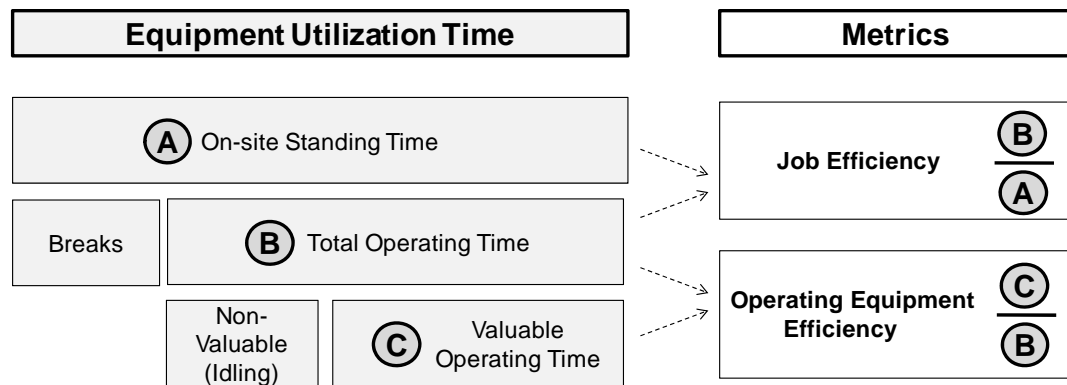 Equipment Utilization Time
Metrics
A On-site Standing Time
Job Efficiency
B
A
Breaks
B Total Operating Time
Operating Equipment
Efficiency
C
B
Non-
Valuable
(Idling)
C
Valuable
Operating Time